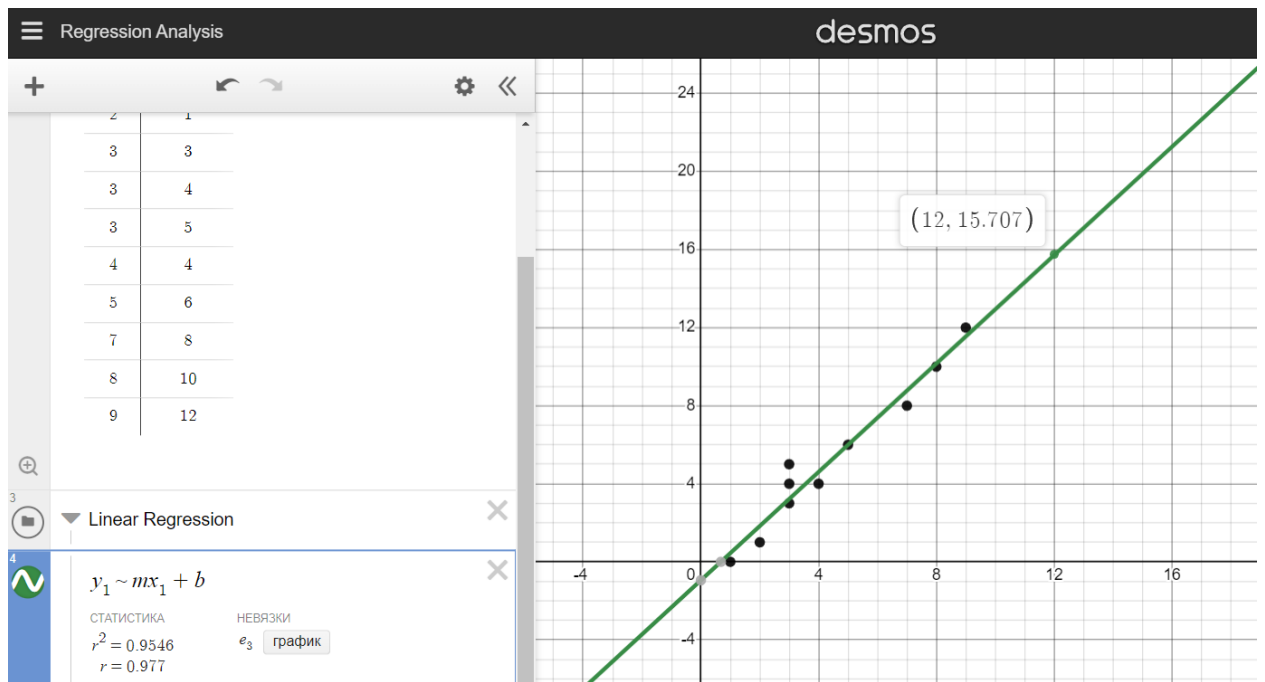 Regression Analysis
desmos
2 1
3 3
3 4
3 5
4 4
5 6
7 8
8 10
9 12
3
Linear Regression
4
y₁ ~ mx₁ + b
СТАТИСТИКА НЕВЯЗКИ
r² = 0.9546 e₃ график
r = 0.977
24
20
(12, 15.707)
16
12
8
4
-4 0 4 8 12 16
-4